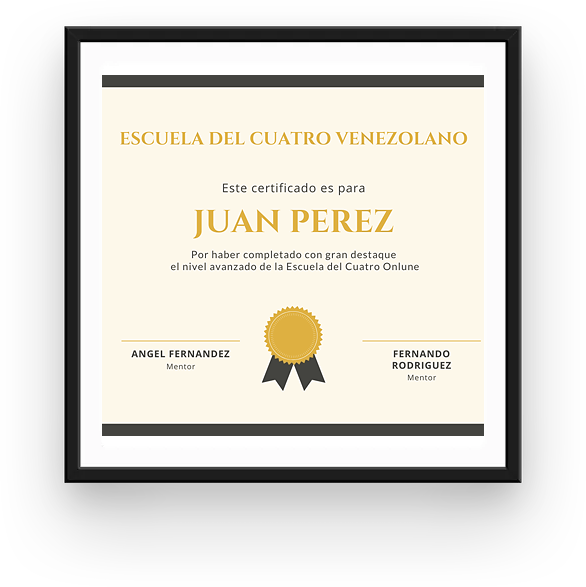 ESCUELA DEL CUATRO VENEZOLANO
Este certificado es para
JUAN PEREZ
Por haber completado con gran destaque
el nivel avanzado de la Escuela del Cuatro Onlune
ANGEL FERNANDEZ
Mentor
FERNANDO
RODRIGUEZ
Mentor